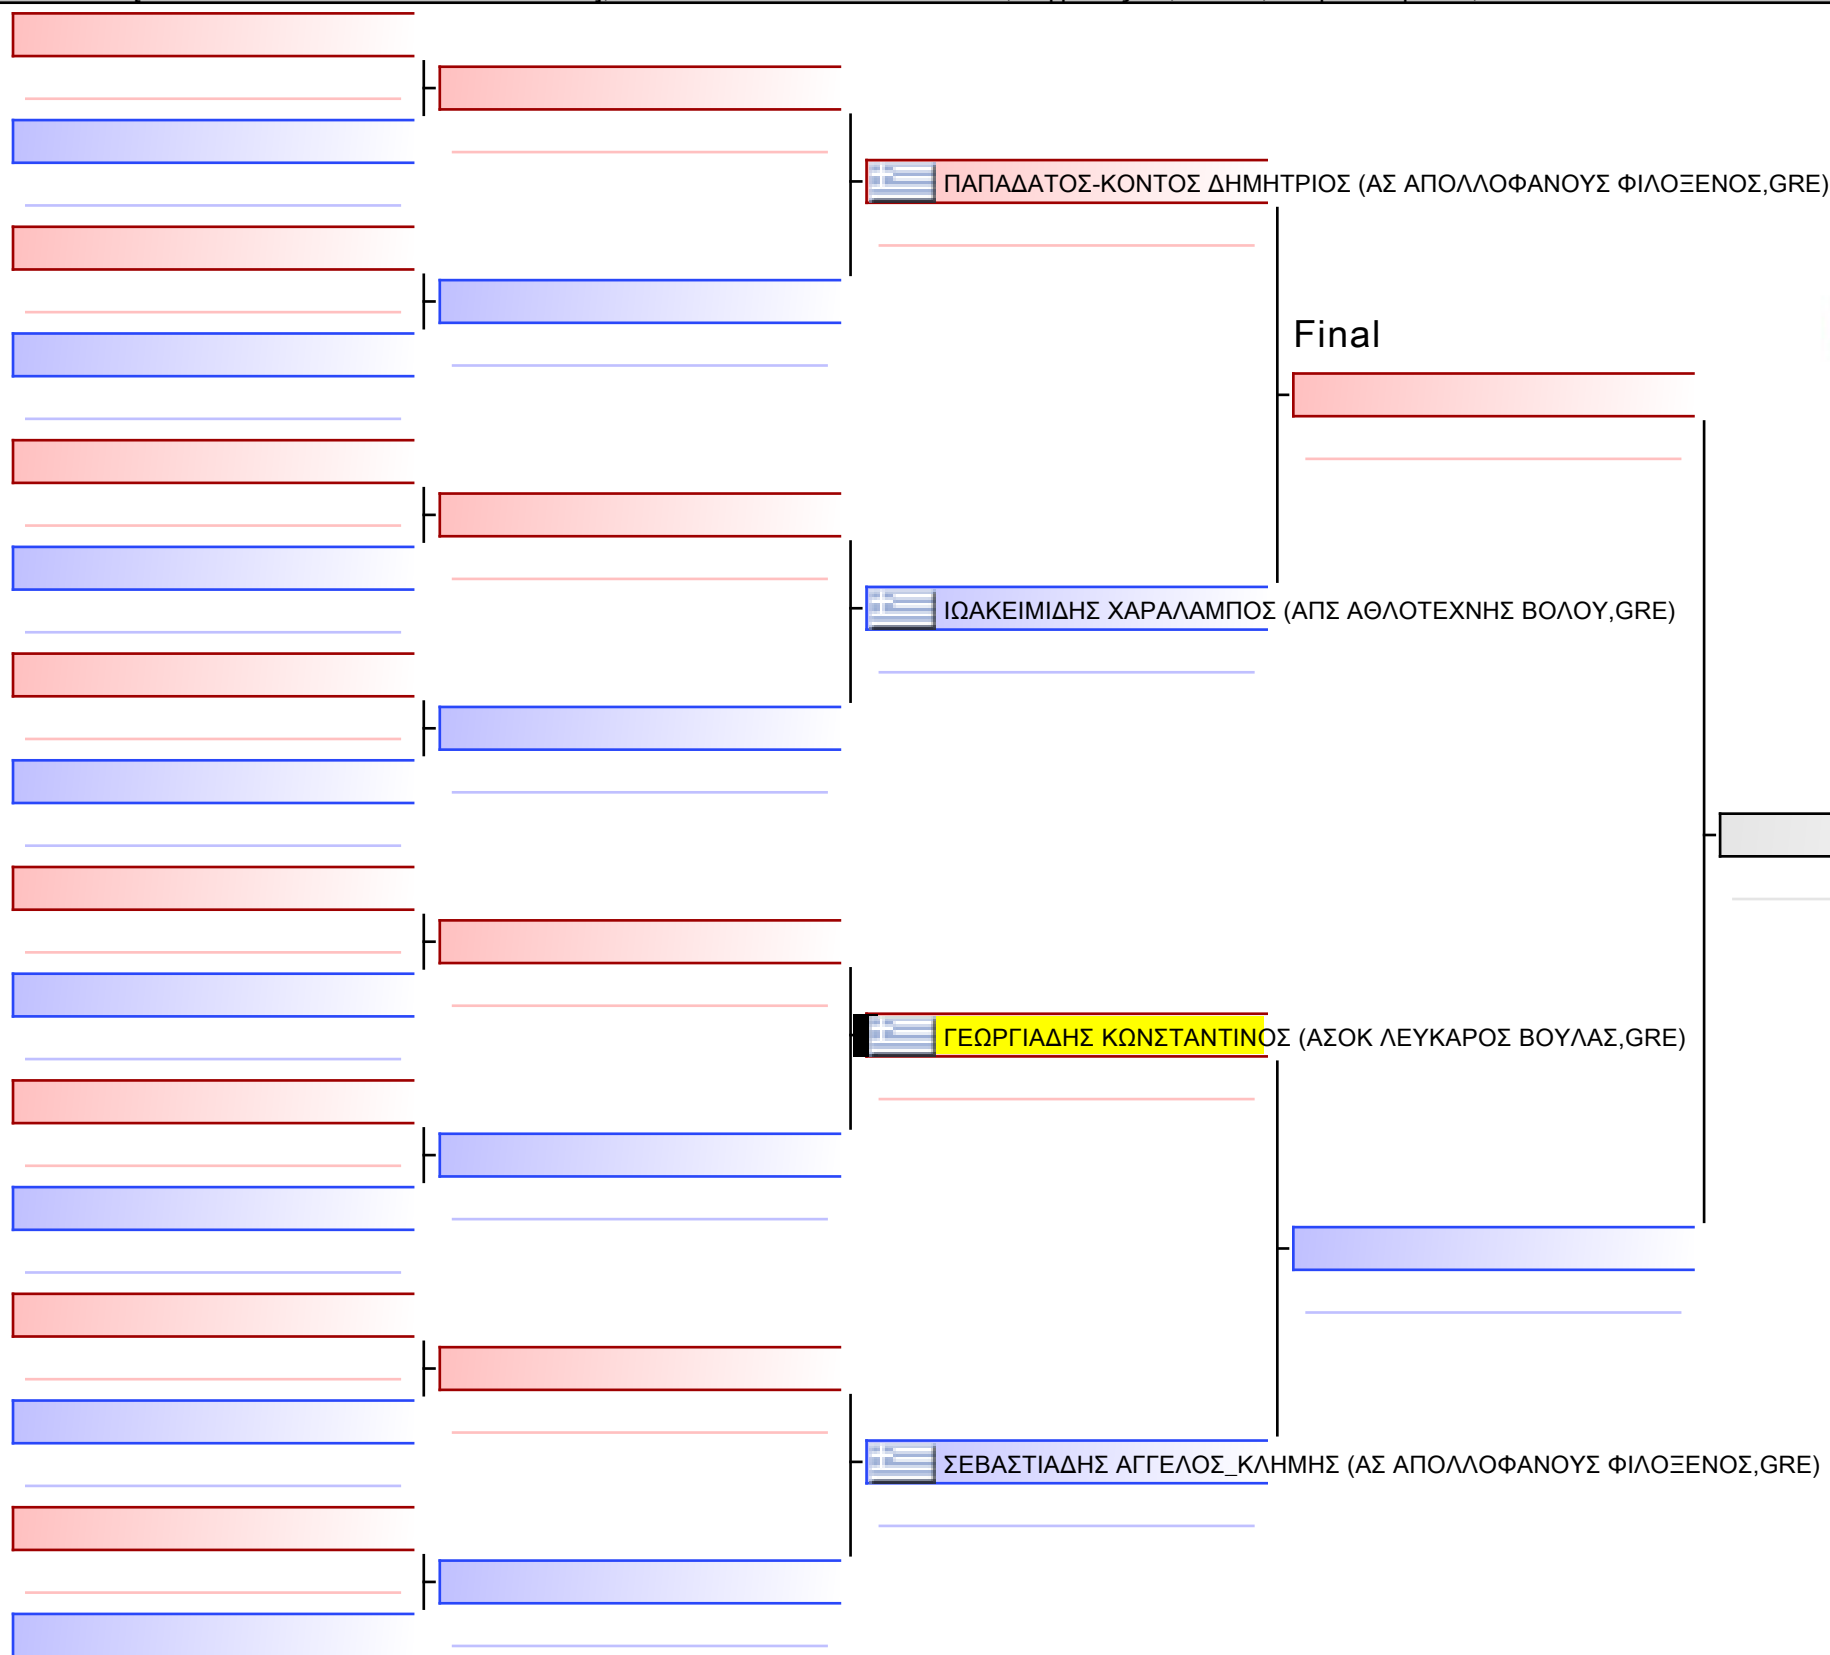 ΠΑΠΑΔΑΤΟΣ-ΚΟΝΤΟΣ ΔΗΜΗΤΡΙΟΣ (ΑΣ ΑΠΟΛΛΟΦΑΝΟΥΣ ΦΙΛΟΞΕΝΟΣ,GRE)
Final
ΙΩΑΚΕΙΜΙΔΗΣ ΧΑΡΑΛΑΜΠΟΣ (ΑΠΣ ΑΘΛΟΤΕΧΝΗΣ ΒΟΛΟΥ,GRE)
ΓΕΩΡΓΙΑΔΗΣ ΚΩΝΣΤΑΝΤΙΝΟΣ (ΑΣΟΚ ΛΕΥΚΑΡΟΣ ΒΟΥΛΑΣ,GRE)
ΣΕΒΑΣΤΙΑΔΗΣ ΑΓΓΕΛΟΣ_ΚΛΗΜΗΣ (ΑΣ ΑΠΟΛΛΟΦΑΝΟΥΣ ΦΙΛΟΞΕΝΟΣ,GRE)